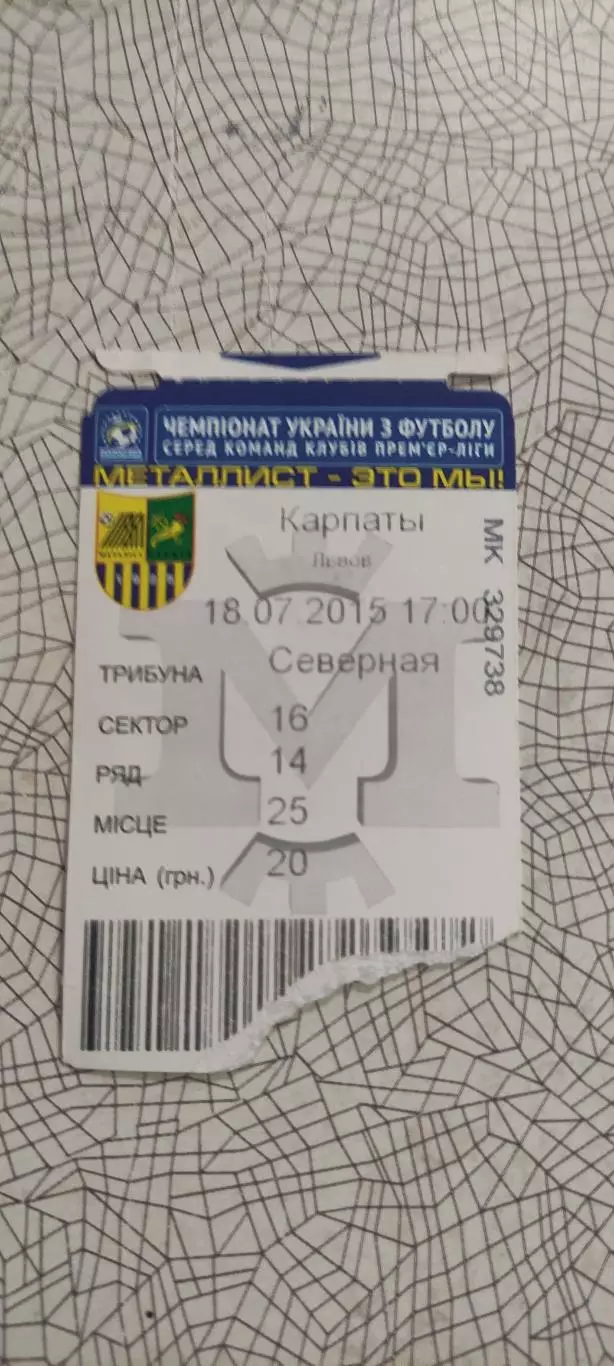 ЧЕМПІОНАТ УКРАЇНИ З ФУТБОЛУ
СЕРЕД КОМАНД КЛУБІВ ПРЕМ'ЄР-ЛІГИ
МЕТАЛЛИСТ - ЭТО МЫ!
Карпаты
Львов
18.07.2015 17:00
МК 329738
ТРИБУНА Северная
СЕКТОР 16
РЯД 14
МІСЦЕ 25
ЦІНА (грн.) 20